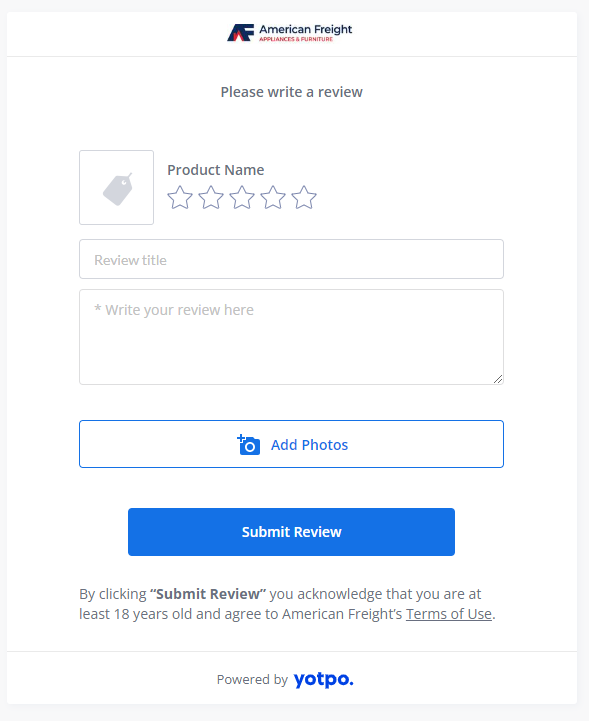 American Freight
APPLIANCES & FURNITURE
Please write a review
Product Name
Review title
* Write your review here
Add Photos
Submit Review
By clicking “Submit Review” you acknowledge that you are at
least 18 years old and agree to American Freight’s Terms of Use.
Powered by yotpo.